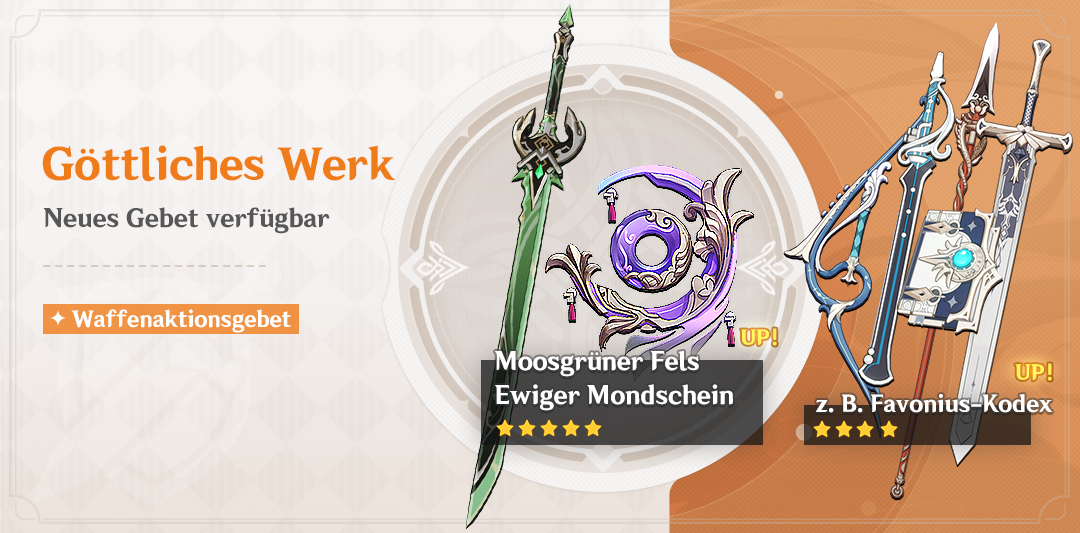 Göttliches Werk
Neues Gebet verfügbar
Waffenaktionsgebet
UP!
Moosgrüner Fels
Ewiger Mondschein
UP!
z. B. Favonius-Kodex